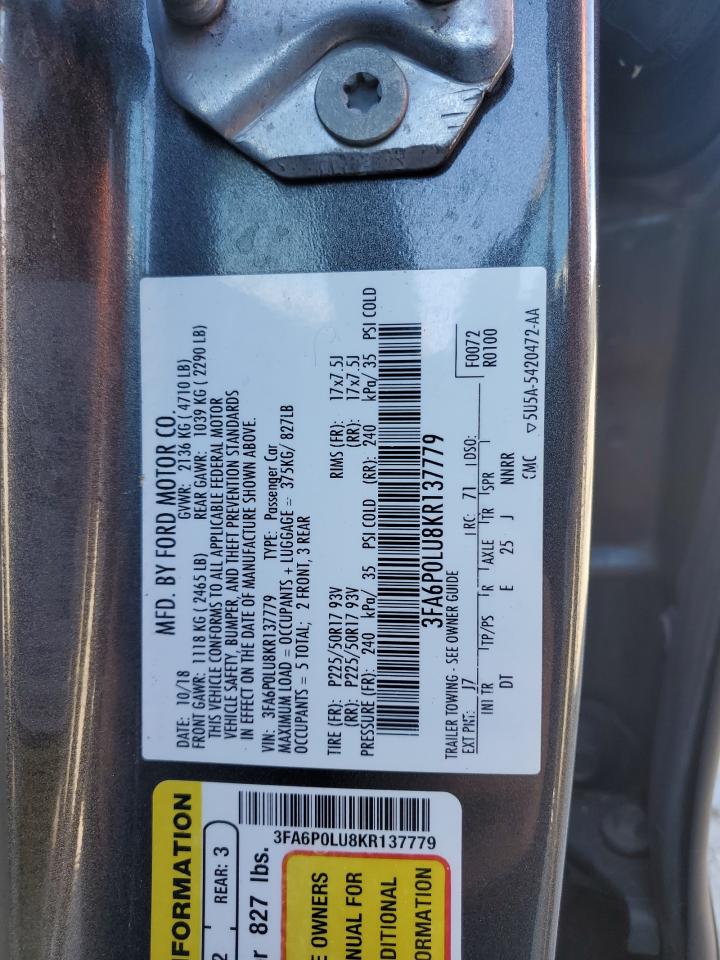 MFD. BY FORD MOTOR CO.
DATE: 10/18 GVWR: 2136 KG ( 4710 LB)
FRONT GAWR: 1118 KG ( 2465 LB) REAR GAWR: 1039 KG ( 2290 LB)
THIS VEHICLE CONFORMS TO ALL APPLICABLE FEDERAL MOTOR
VEHICLE SAFETY, BUMPER, AND THEFT PREVENTION STANDARDS
IN EFFECT ON THE DATE OF MANUFACTURE SHOWN ABOVE.
VIN: 3FA6P0LU8KR137779 TYPE: Passenger Car
MAXIMUM LOAD = OCCUPANTS + LUGGAGE = 375KG/ 827LB
OCCUPANTS = 5 TOTAL; 2 FRONT, 3 REAR
TIRE (FR): P225/50R17 93V RIMS (FR): 17x7.5J
(RR): P225/50R17 93V (RR): 17x7.5J
PRESSURE (FR): 240 kPa/ 35 PSI COLD (RR): 240 kPa/ 35 PSI COLD
3FA6P0LU8KR137779
TRAILER TOWING - SEE OWNER GUIDE
F0072
R0100
EXT PNT: J7 RC: 71 DSO:
INT TR TP/PS R AXLE TR SPR
DT E 25 J NNRR
CMC ▽5U5A-5420472-AA
FORMATION
2 REAR: 3
r 827 lbs.
3FA6P0LU8KR137779
E OWNERS
ANUAL FOR
DITIONAL
ORMATION